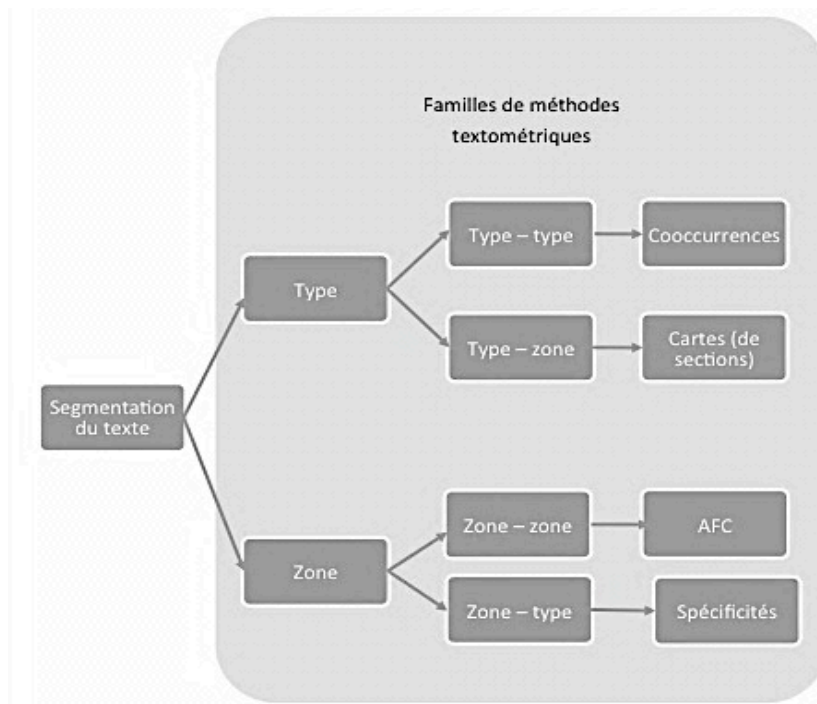 Familles de méthodes
textométriques
Type – type
Cooccurrences
Type
Type – zone
Cartes (de
sections)
Segmentation
du texte
Zone – zone
AFC
Zone
Zone – type
Spécificités